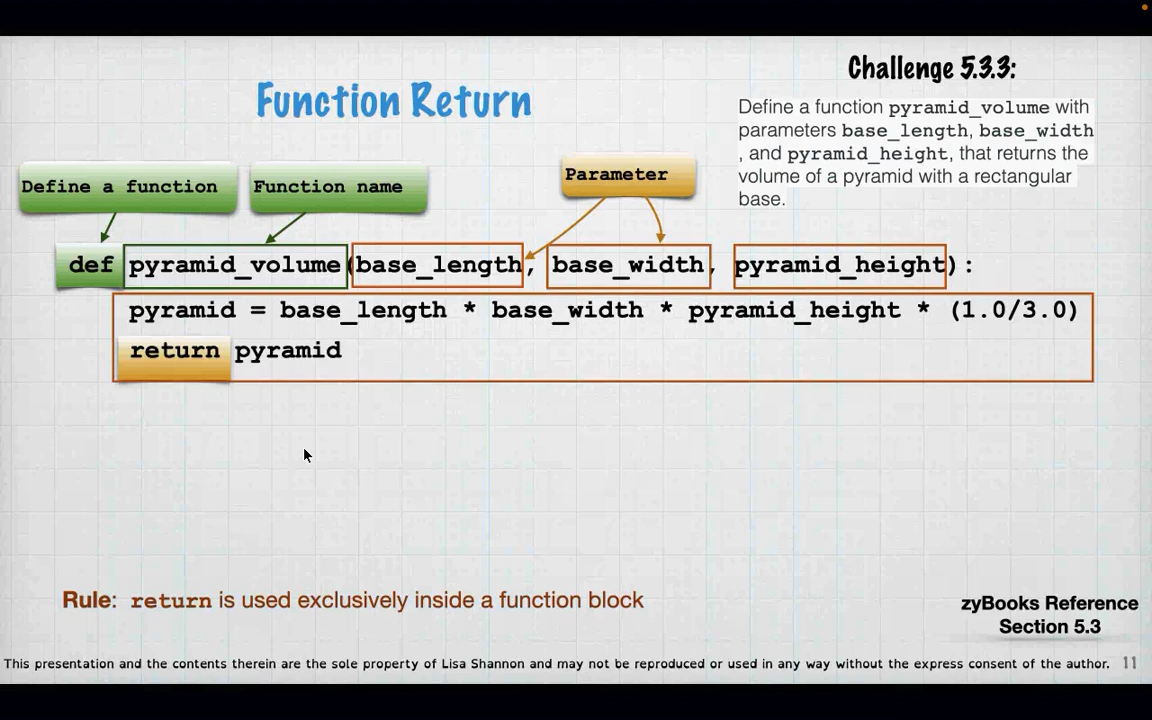 Function Return
Challenge 5.3.3:
Define a function pyramid_volume with
parameters base_length, base_width
, and pyramid_height, that returns the
volume of a pyramid with a rectangular
base.
Define a function
Function name
Parameter
def pyramid_volume(base_length, base_width, pyramid_height):
pyramid = base_length * base_width * pyramid_height * (1.0/3.0)
return pyramid
Rule: return is used exclusively inside a function block
zyBooks Reference
Section 5.3
This presentation and the contents therein are the sole property of Lisa Shannon and may not be reproduced or used in any way without the express consent of the author. 11